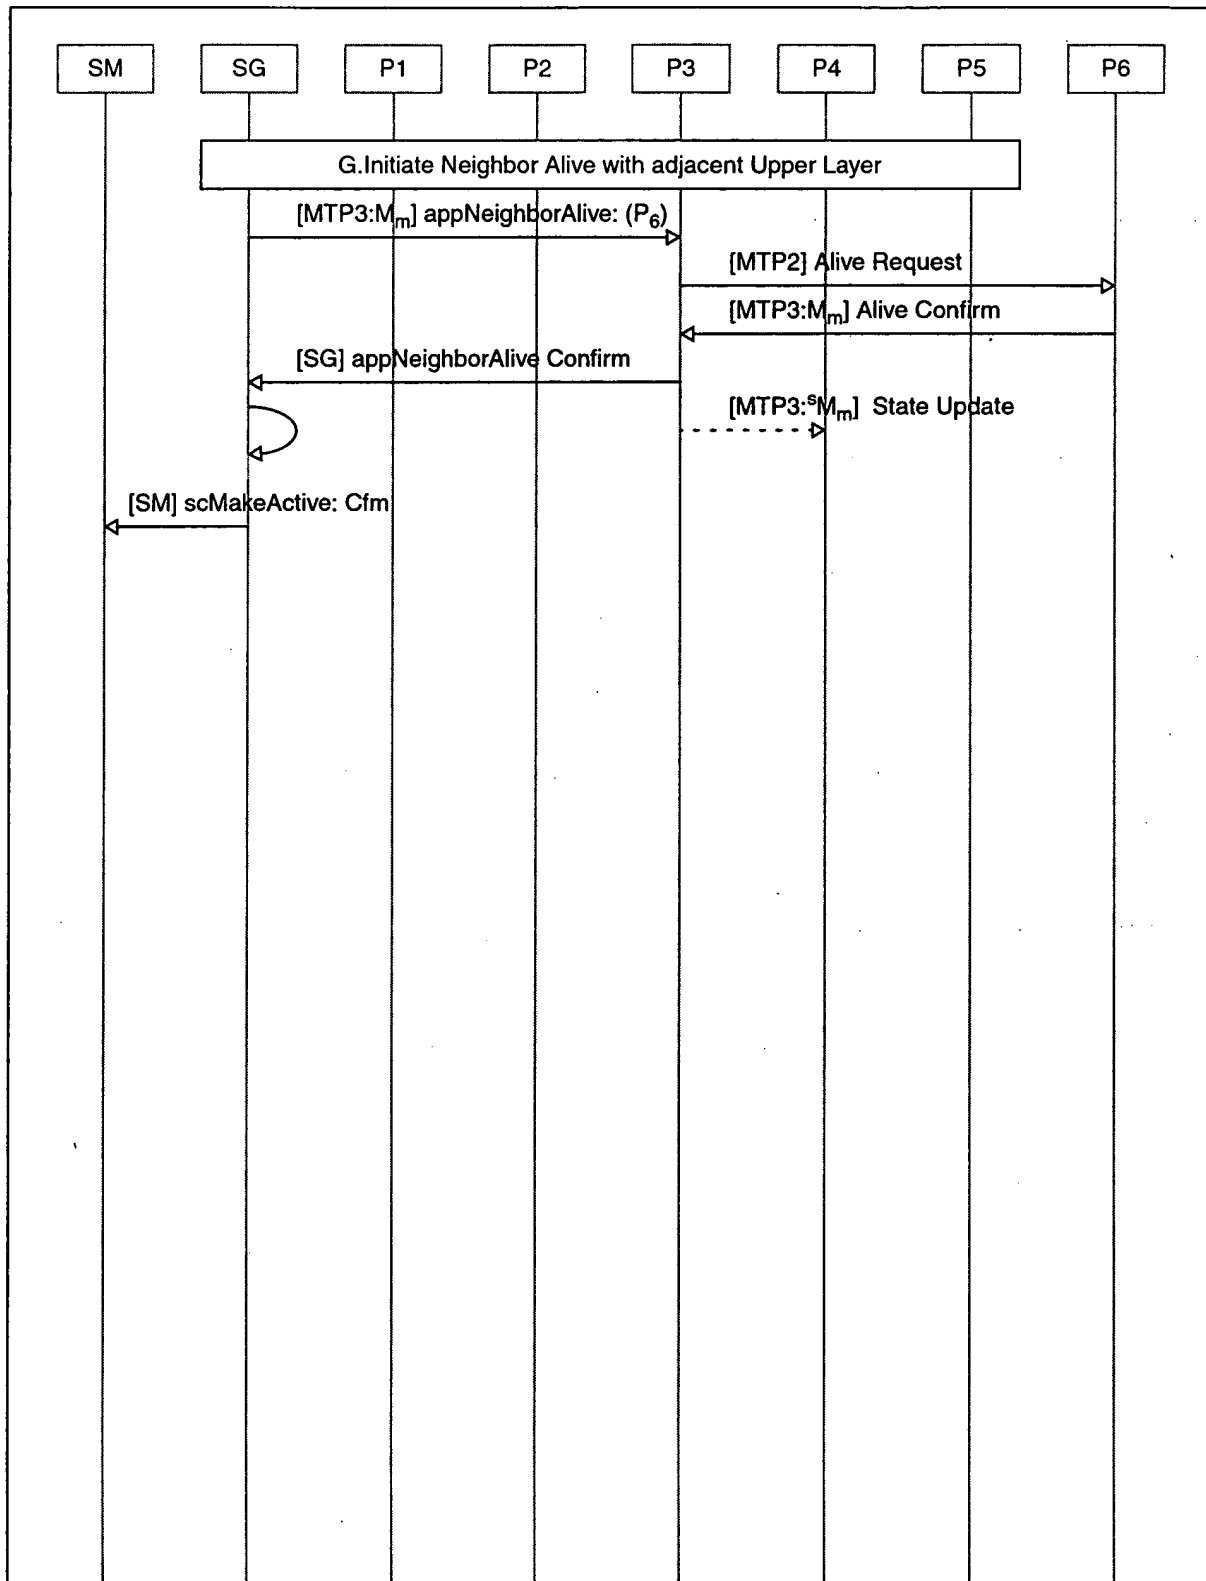 SM SG P1 P2 P3 P4 P5 P6
G.Initiate Neighbor Alive with adjacent Upper Layer
[MTP3:Mm] appNeighborAlive: (P6)
[MTP2] Alive Request
[MTP3:Mm] Alive Confirm
[SG] appNeighborAlive Confirm
[MTP3:sMm] State Update
[SM] scMakeActive: Cfm